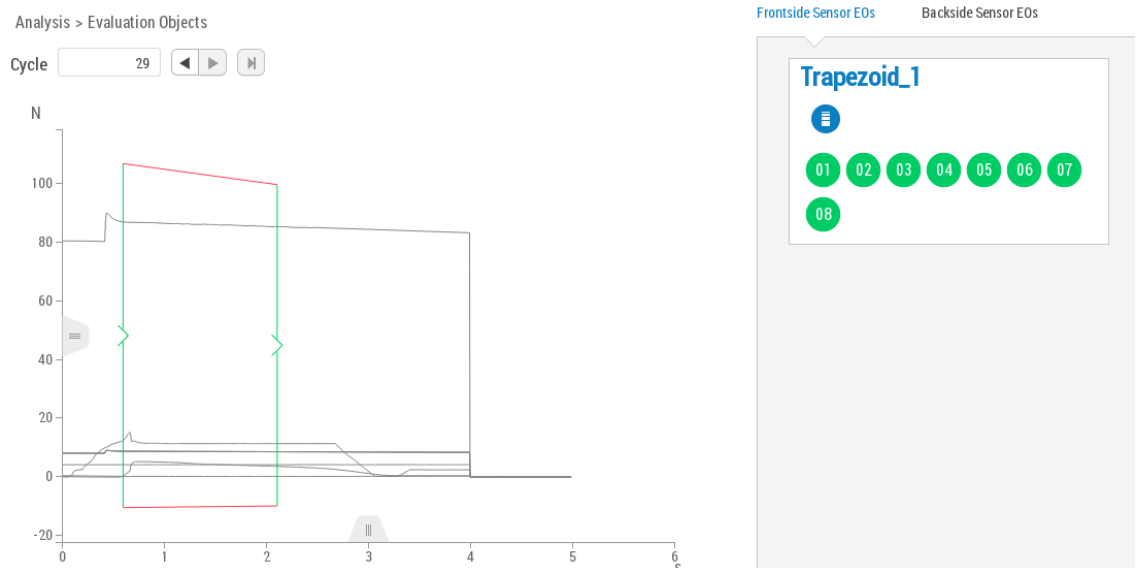 Analysis > Evaluation Objects
Frontside Sensor EOs Backside Sensor EOs
Cycle 29
Trapezoid_1
01 02 03 04 05 06 07
08
N
100
80
60
40
20
0
-20
0 1 2 3 4 5 6
s